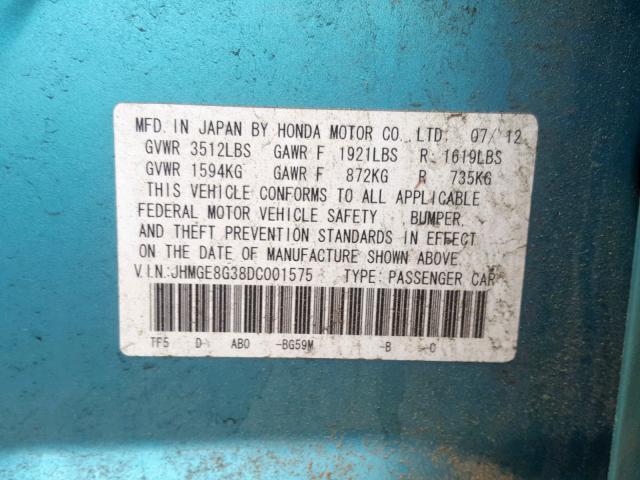 MFD. IN JAPAN BY HONDA MOTOR CO., LTD. 07/12
GVWR 3512LBS GAWR F 1921LBS R 1619LBS
GVWR 1594KG GAWR F 872KG R 735KG
THIS VEHICLE CONFORMS TO ALL APPLICABLE
FEDERAL MOTOR VEHICLE SAFETY BUMPER,
AND THEFT PREVENTION STANDARDS IN EFFECT
ON THE DATE OF MANUFACTURE SHOWN ABOVE.
V.I.N.:JHMGE8G38DC001575 TYPE: PASSENGER CAR
TF5 D AB0 -BG59M -B -C